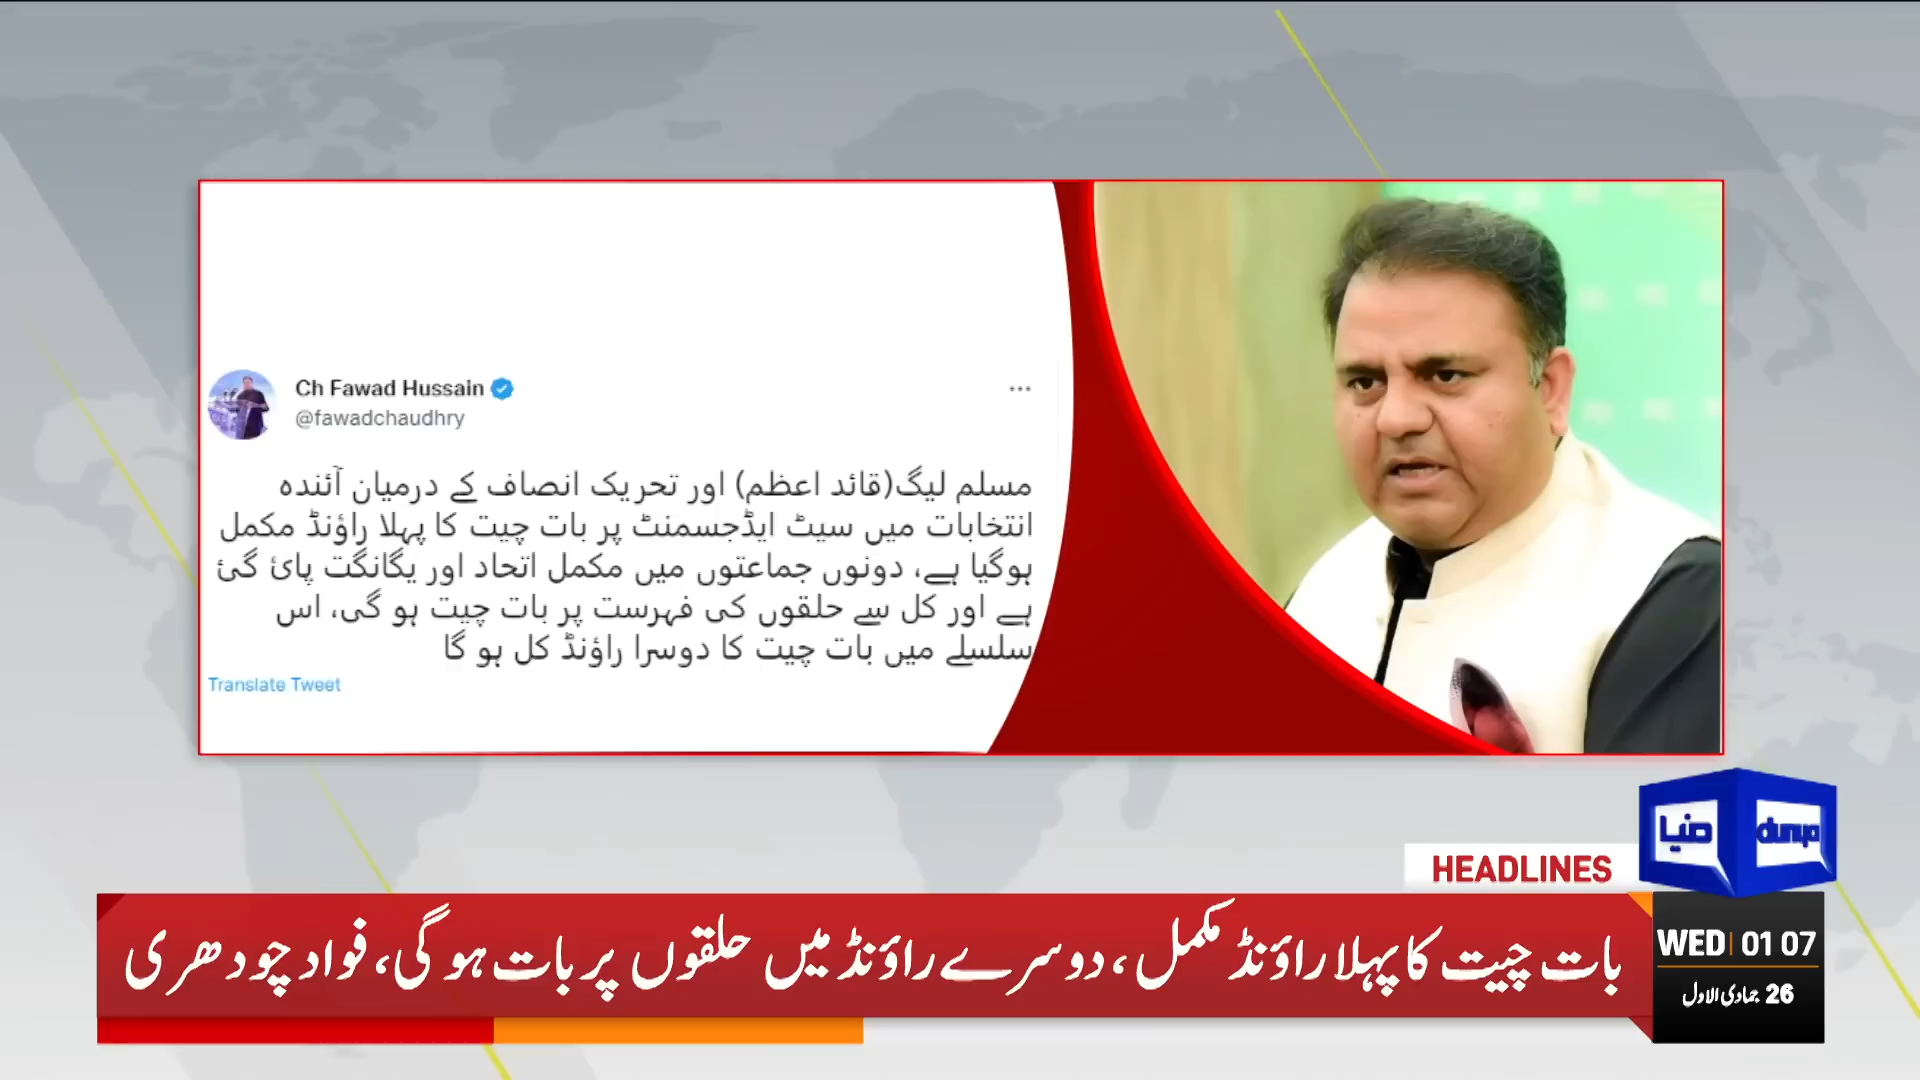 Ch Fawad Hussain
@fawadchaudhry
مسلم لیگ(قائد اعظم) اور تحریک انصاف کے درمیان آئندہ
انتخابات میں سیٹ ایڈجسمنٹ پر بات چیت کا پہلا راؤنڈ مکمل
ہوگیا ہے، دونوں جماعتوں میں مکمل اتحاد اور یگانگت پائ گئ
ہے اور کل سے حلقوں کی فہرست پر بات چیت ہو گی، اس
سلسلے میں بات چیت کا دوسرا راؤنڈ کل ہو گا
Translate Tweet
دنیا
dunya
HEADLINES
بات چیت کا پہلا راؤنڈ مکمل، دوسرے راؤنڈ میں حلقوں پر بات ہو گی، فواد چودھری
WED 01 07
26 جمادی الاول